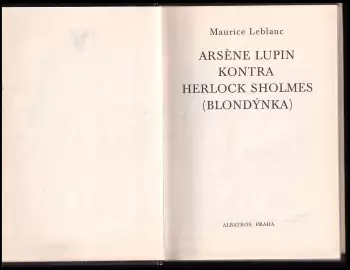 Maurice Leblanc
ARSÈNE LUPIN
KONTRA
HERLOCK SHOLMES
(BLONDÝNKA)
ALBATROS PRAHA